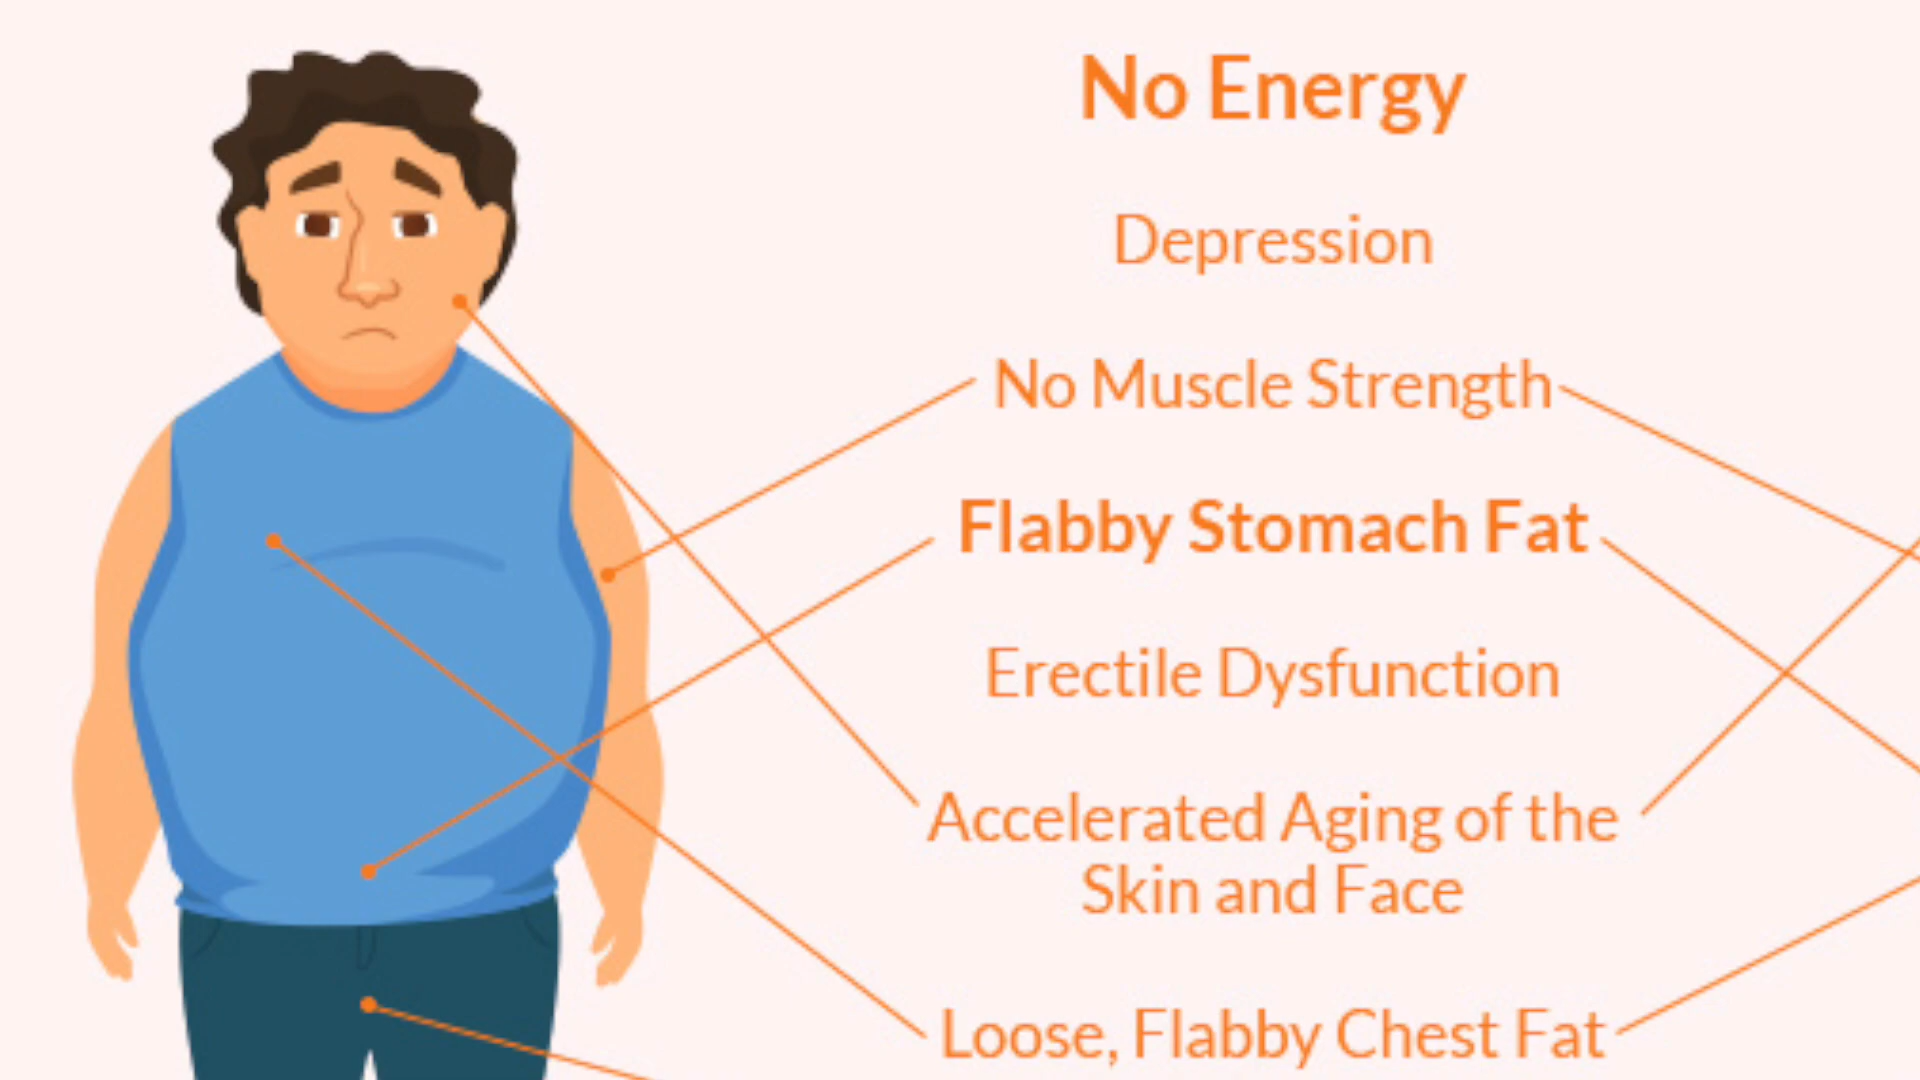 No Energy
Depression
No Muscle Strength
Flabby Stomach Fat
Erectile Dysfunction
Accelerated Aging of the
Skin and Face
Loose, Flabby Chest Fat